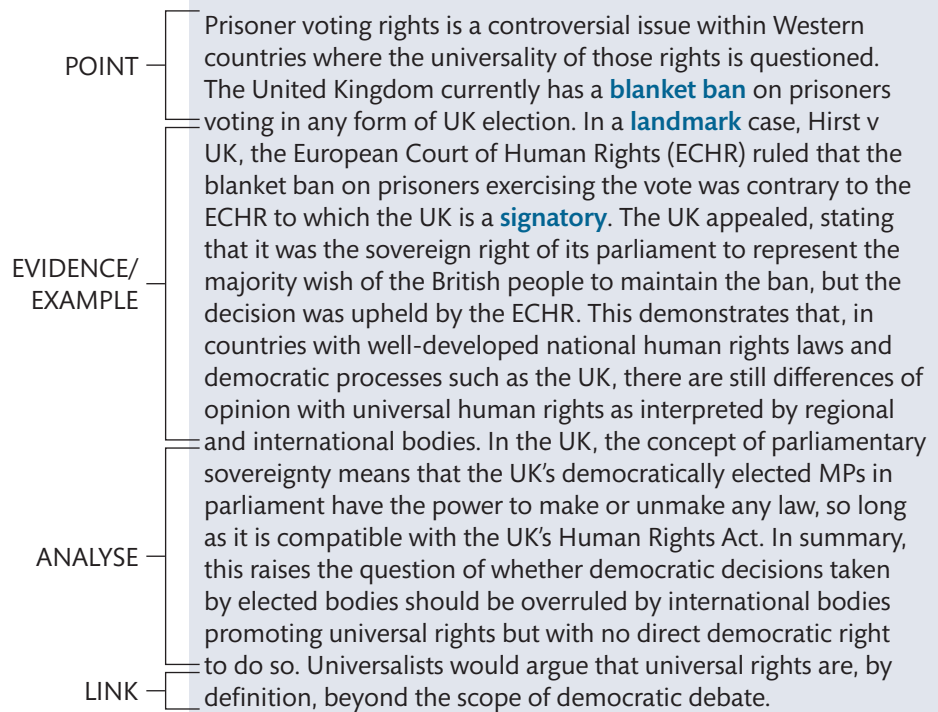 Prisoner voting rights is a controversial issue within Western
POINT
countries where the universality of those rights is questioned.
The United Kingdom currently has a blanket ban on prisoners
voting in any form of UK election. In a landmark case, Hirst v
UK, the European Court of Human Rights (ECHR) ruled that the
blanket ban on prisoners exercising the vote was contrary to the
ECHR to which the UK is a signatory. The UK appealed, stating
that it was the sovereign right of its parliament to represent the
EVIDENCE/
EXAMPLE
majority wish of the British people to maintain the ban, but the
decision was upheld by the ECHR. This demonstrates that, in
countries with well-developed national human rights laws and
democratic processes such as the UK, there are still differences of
opinion with universal human rights as interpreted by regional
and international bodies. In the UK, the concept of parliamentary
sovereignty means that the UK's democratically elected MPs in
parliament have the power to make or unmake any law, so long
as it is compatible with the UK's Human Rights Act. In summary,
ANALYSE
this raises the question of whether democratic decisions taken
by elected bodies should be overruled by international bodies
promoting universal rights but with no direct democratic right
to do so. Universalists would argue that universal rights are, by
LINK
definition, beyond the scope of democratic debate.